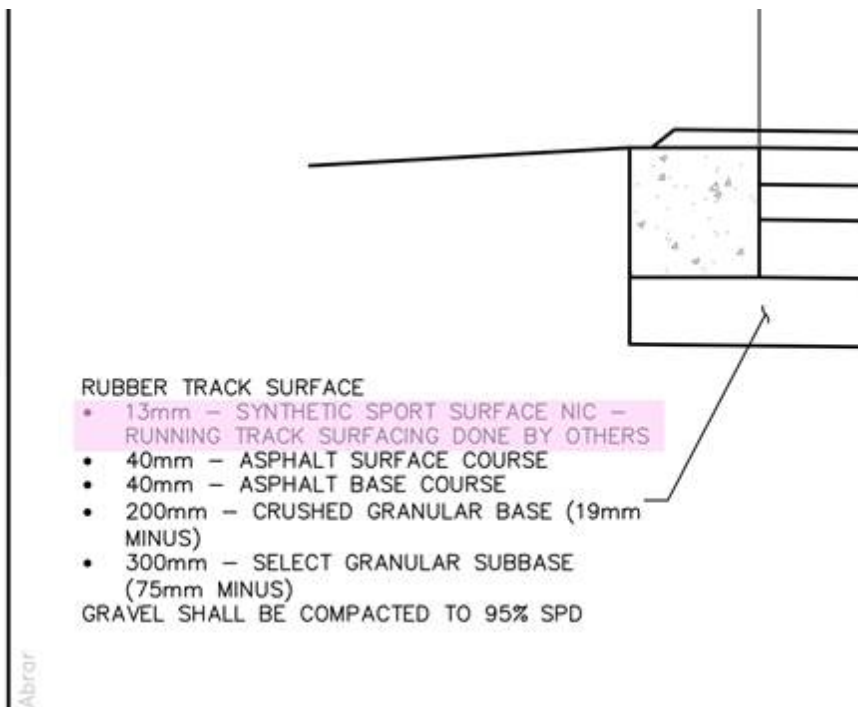 RUBBER TRACK SURFACE
• 13mm – SYNTHETIC SPORT SURFACE NIC –
RUNNING TRACK SURFACING DONE BY OTHERS
• 40mm – ASPHALT SURFACE COURSE
• 40mm – ASPHALT BASE COURSE
• 200mm – CRUSHED GRANULAR BASE (19mm
MINUS)
• 300mm – SELECT GRANULAR SUBBASE
(75mm MINUS)
GRAVEL SHALL BE COMPACTED TO 95% SPD
Abrar